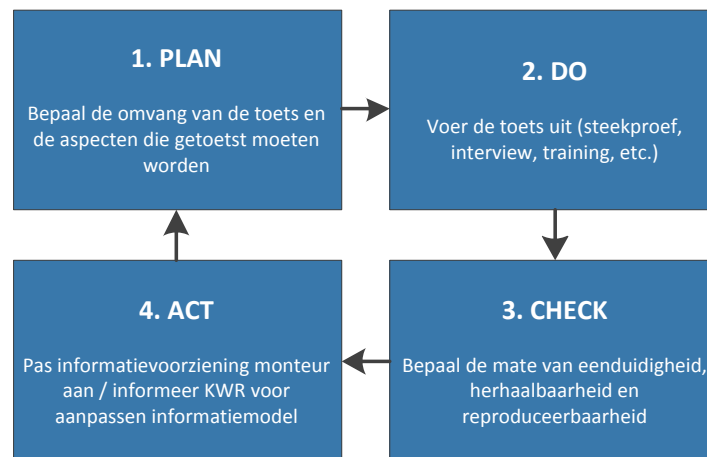 1. PLAN
Bepaal de omvang van de toets en
de aspecten die getoetst moeten
worden
2. DO
Voer de toets uit (steekproef,
interview, training, etc.)
4. ACT
Pas informatievoorziening monteur
aan / informeer KWR voor
aanpassen informatiemodel
3. CHECK
Bepaal de mate van eenduidigheid,
herhaalbaarheid en
reproduceerbaarheid